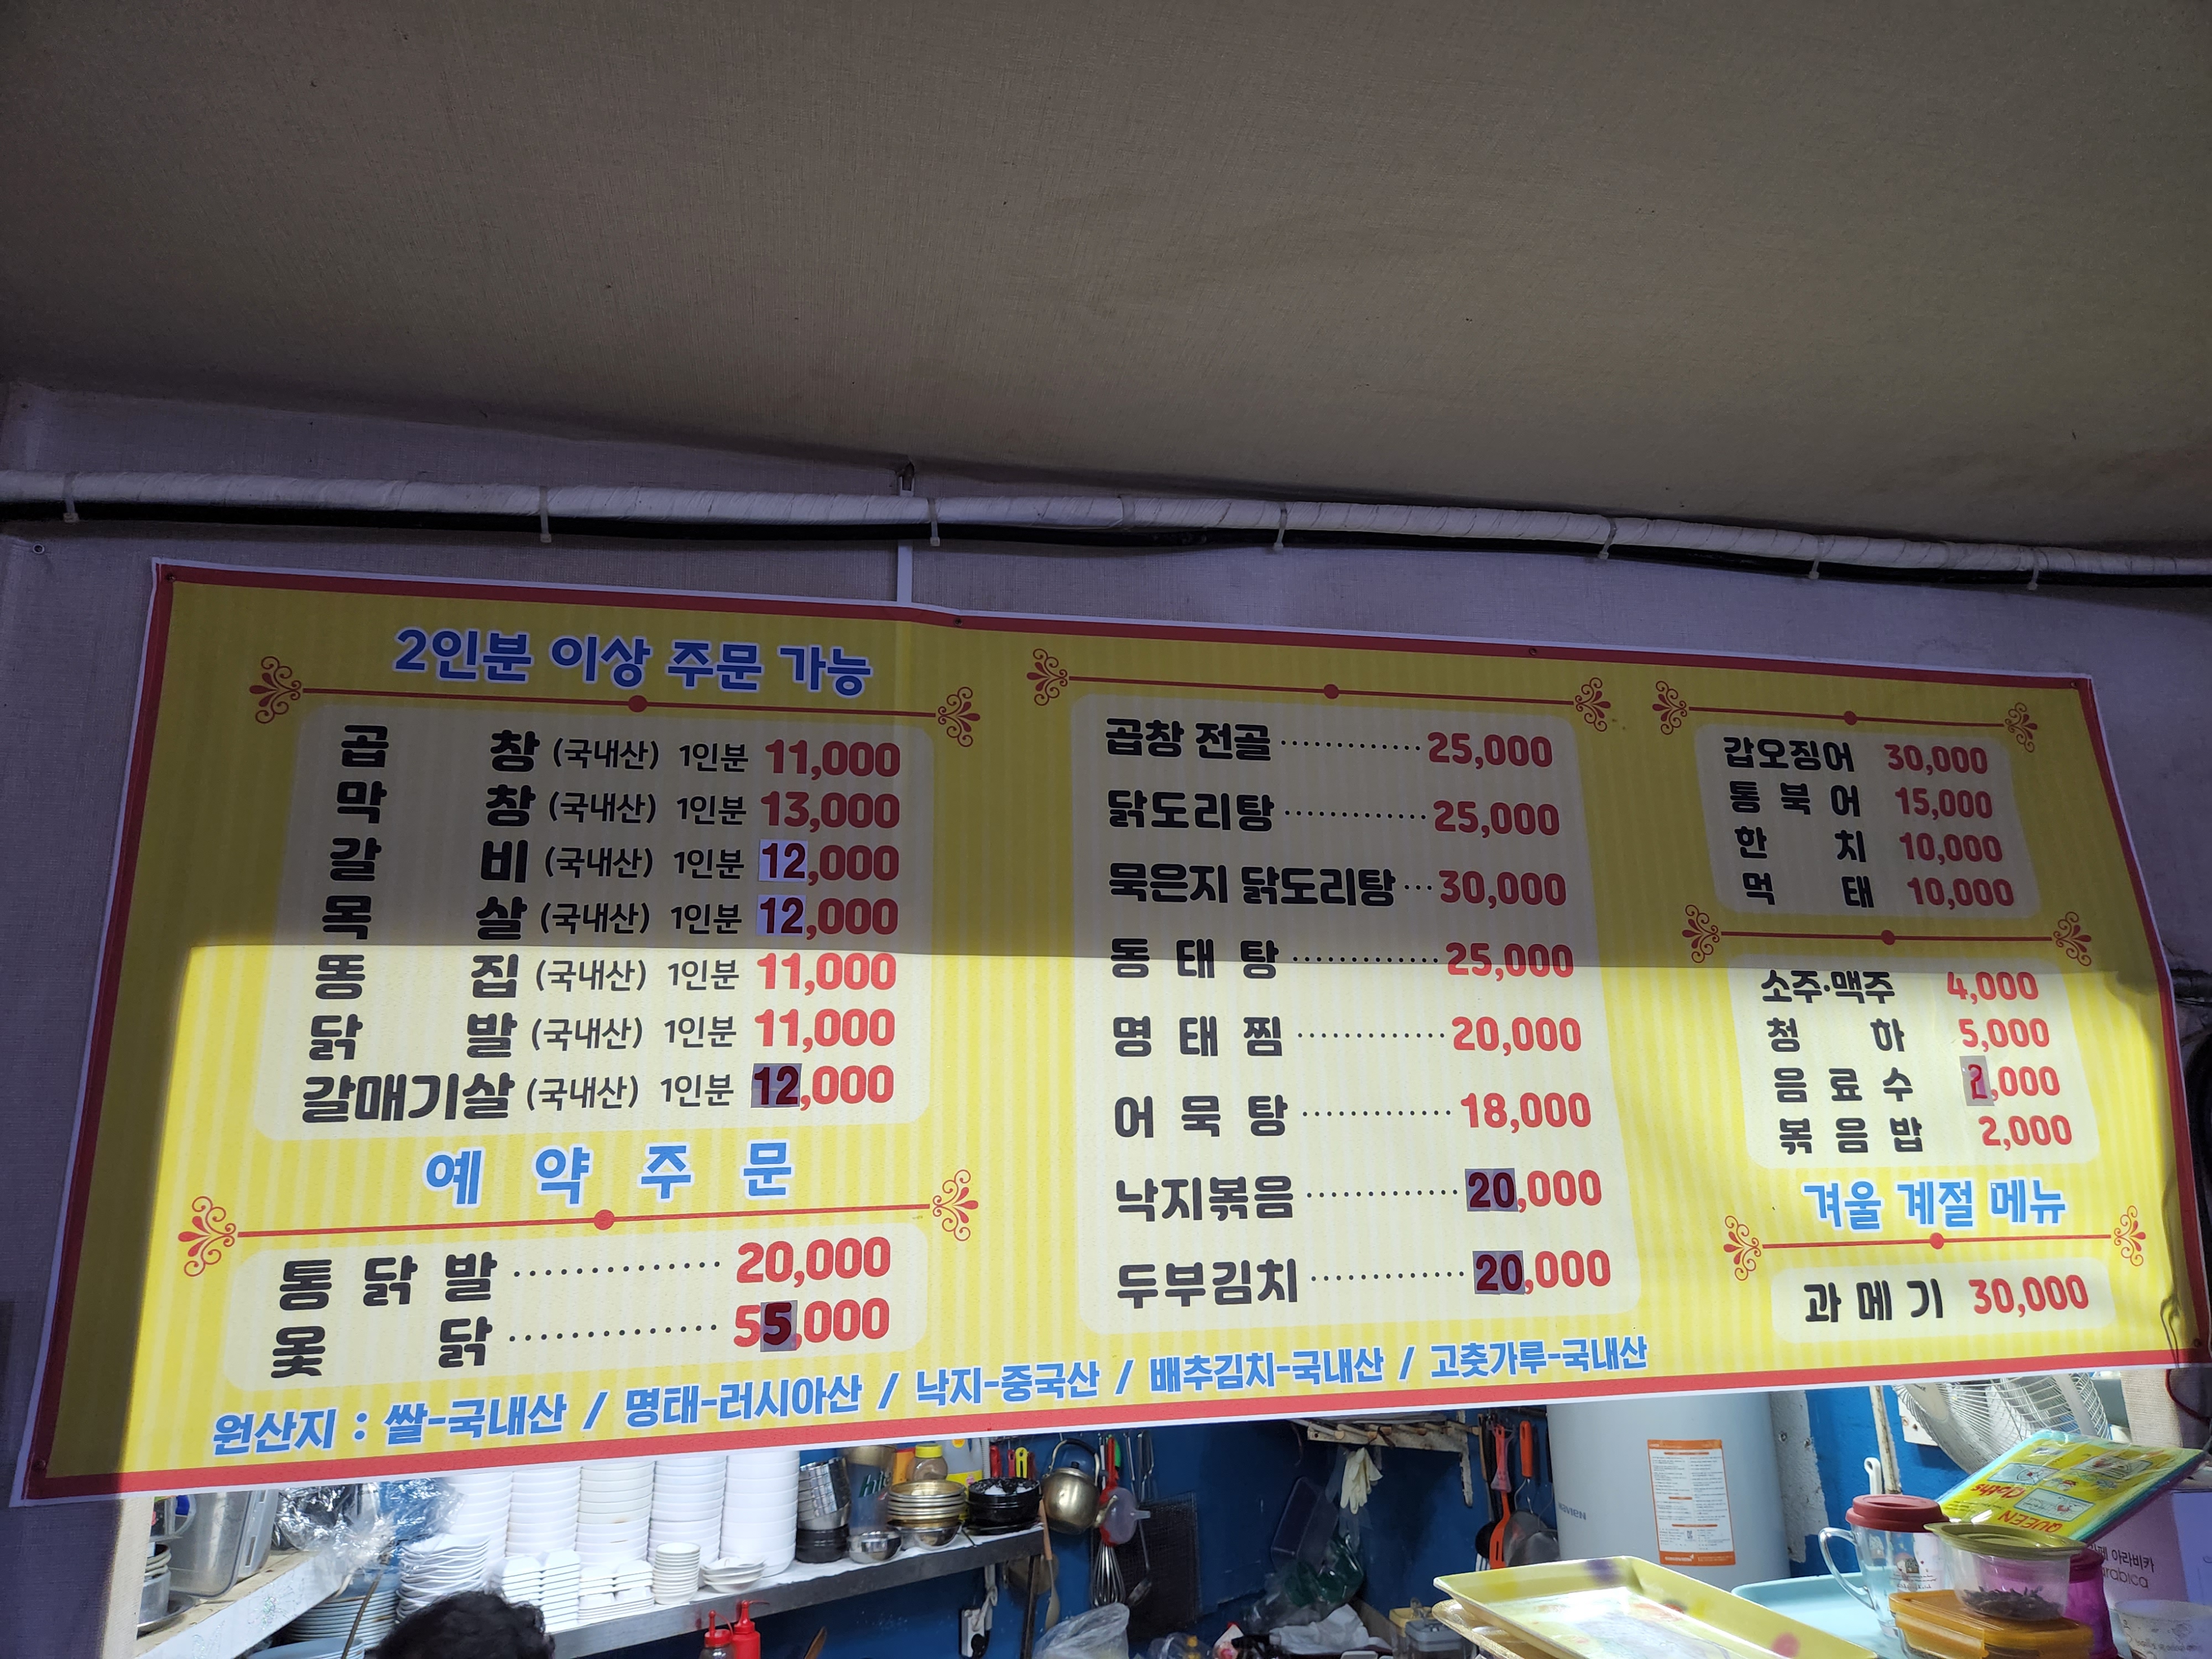 2인분 이상 주문 가능
곱창 (국내산) 1인분 11,000
막창 (국내산) 1인분 13,000
갈비 (국내산) 1인분 12,000
목살 (국내산) 1인분 12,000
똥집 (국내산) 1인분 11,000
닭발 (국내산) 1인분 11,000
갈매기살 (국내산) 1인분 12,000
예약주문
통닭발 20,000
옻닭 55,000
곱창 전골 25,000
닭도리탕 25,000
묵은지 닭도리탕 30,000
동태탕 25,000
명태찜 20,000
어묵탕 18,000
낙지볶음 20,000
두부김치 20,000
갑오징어 30,000
통북어 15,000
한치 10,000
먹태 10,000
소주·맥주 4,000
청하 5,000
음료수 2,000
볶음밥 2,000
겨울 계절 메뉴
과메기 30,000
원산지 : 쌀-국내산 / 명태-러시아산 / 낙지-중국산 / 배추김치-국내산 / 고춧가루-국내산
QUEEN
아라비카
arabica